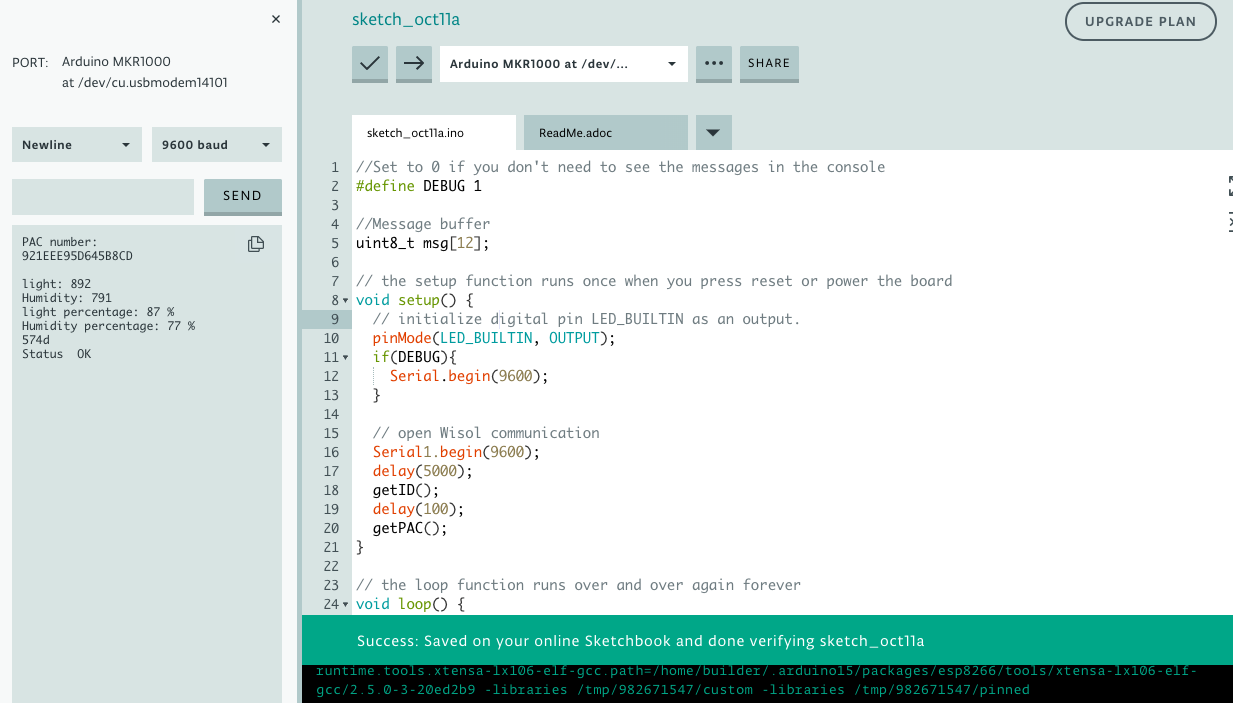 PORT: Arduino MKR1000
at /dev/cu.usbmodem14101
Newline
9600 baud
SEND
PAC number:
921EEE95D645B8CD
light: 892
Humidity: 791
light percentage: 87 %
Humidity percentage: 77 %
574d
Status  OK
sketch_oct11a
UPGRADE PLAN
Arduino MKR1000 at /dev/...
SHARE
sketch_oct11a.ino
ReadMe.adoc
1 //Set to 0 if you don't need to see the messages in the console
2 #define DEBUG 1
3
4 //Message buffer
5 uint8_t msg[12];
6
7 // the setup function runs once when you press reset or power the board
8 void setup() {
9   // initialize digital pin LED_BUILTIN as an output.
10   pinMode(LED_BUILTIN, OUTPUT);
11   if(DEBUG){
12     Serial.begin(9600);
13   }
14
15   // open Wisol communication
16   Serial1.begin(9600);
17   delay(5000);
18   getID();
19   delay(100);
20   getPAC();
21 }
22
23 // the loop function runs over and over again forever
24 void loop() {
Success: Saved on your online Sketchbook and done verifying sketch_oct11a
runtime.tools.xtensa-lx106-elf-gcc.path=/home/builder/.arduino15/packages/esp8266/tools/xtensa-lx106-elf-
gcc/2.5.0-3-20ed2b9 -libraries /tmp/982671547/custom -libraries /tmp/982671547/pinned